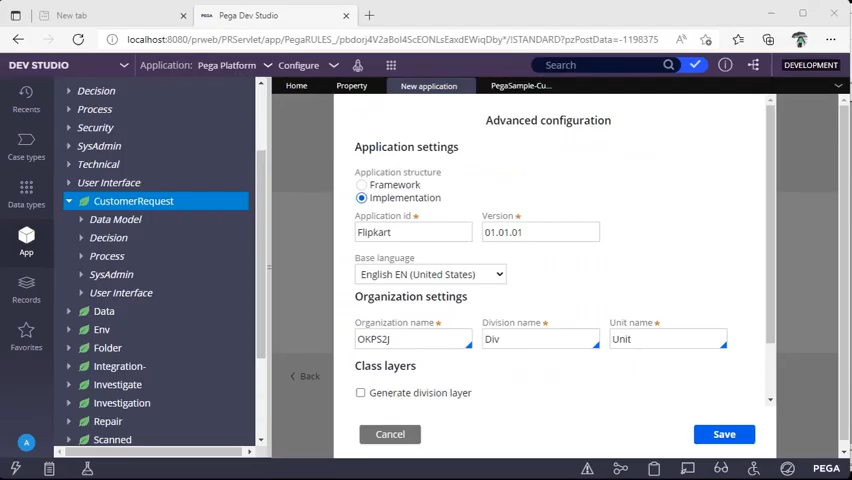 New tab
Pega Dev Studio
localhost:8080/prweb/PRServlet/app/PegaRULES_/pbdorj4V2aBoI4ScEONLsEaxdEWiqDby*/!STANDARD?pzPostData=-1198375
DEV STUDIO
Application: Pega Platform
Configure
Search
DEVELOPMENT
Home
Property
New application
PegaSample-Cu...
Recents
Case types
Data types
App
Records
Favorites
A
Decision
Process
Security
SysAdmin
Technical
User Interface
CustomerRequest
Data Model
Decision
Process
SysAdmin
User Interface
Data
Env
Folder
Integration-
Investigate
Investigation
Repair
Scanned
Back
Advanced configuration
Application settings
Application structure
Framework
Implementation
Application id
Version
Flipkart
01.01.01
Base language
English EN (United States)
Organization settings
Organization name
Division name
Unit name
OKPS2J
Div
Unit
Class layers
Generate division layer
Cancel
Save
PEGA